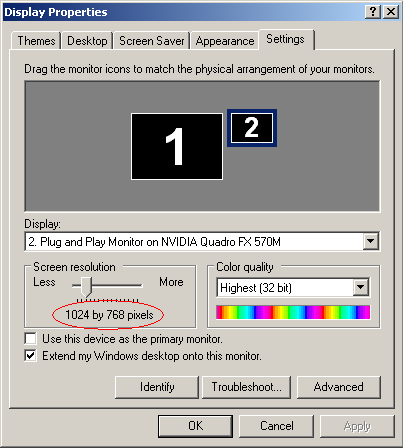 Display Properties
Themes Desktop Screen Saver Appearance Settings
Drag the monitor icons to match the physical arrangement of your monitors.
1 2
Display:
2. Plug and Play Monitor on NVIDIA Quadro FX 570M
Screen resolution Color quality
Less More Highest (32 bit)
1024 by 768 pixels
Use this device as the primary monitor.
Extend my Windows desktop onto this monitor.
Identify Troubleshoot... Advanced
OK Cancel Apply